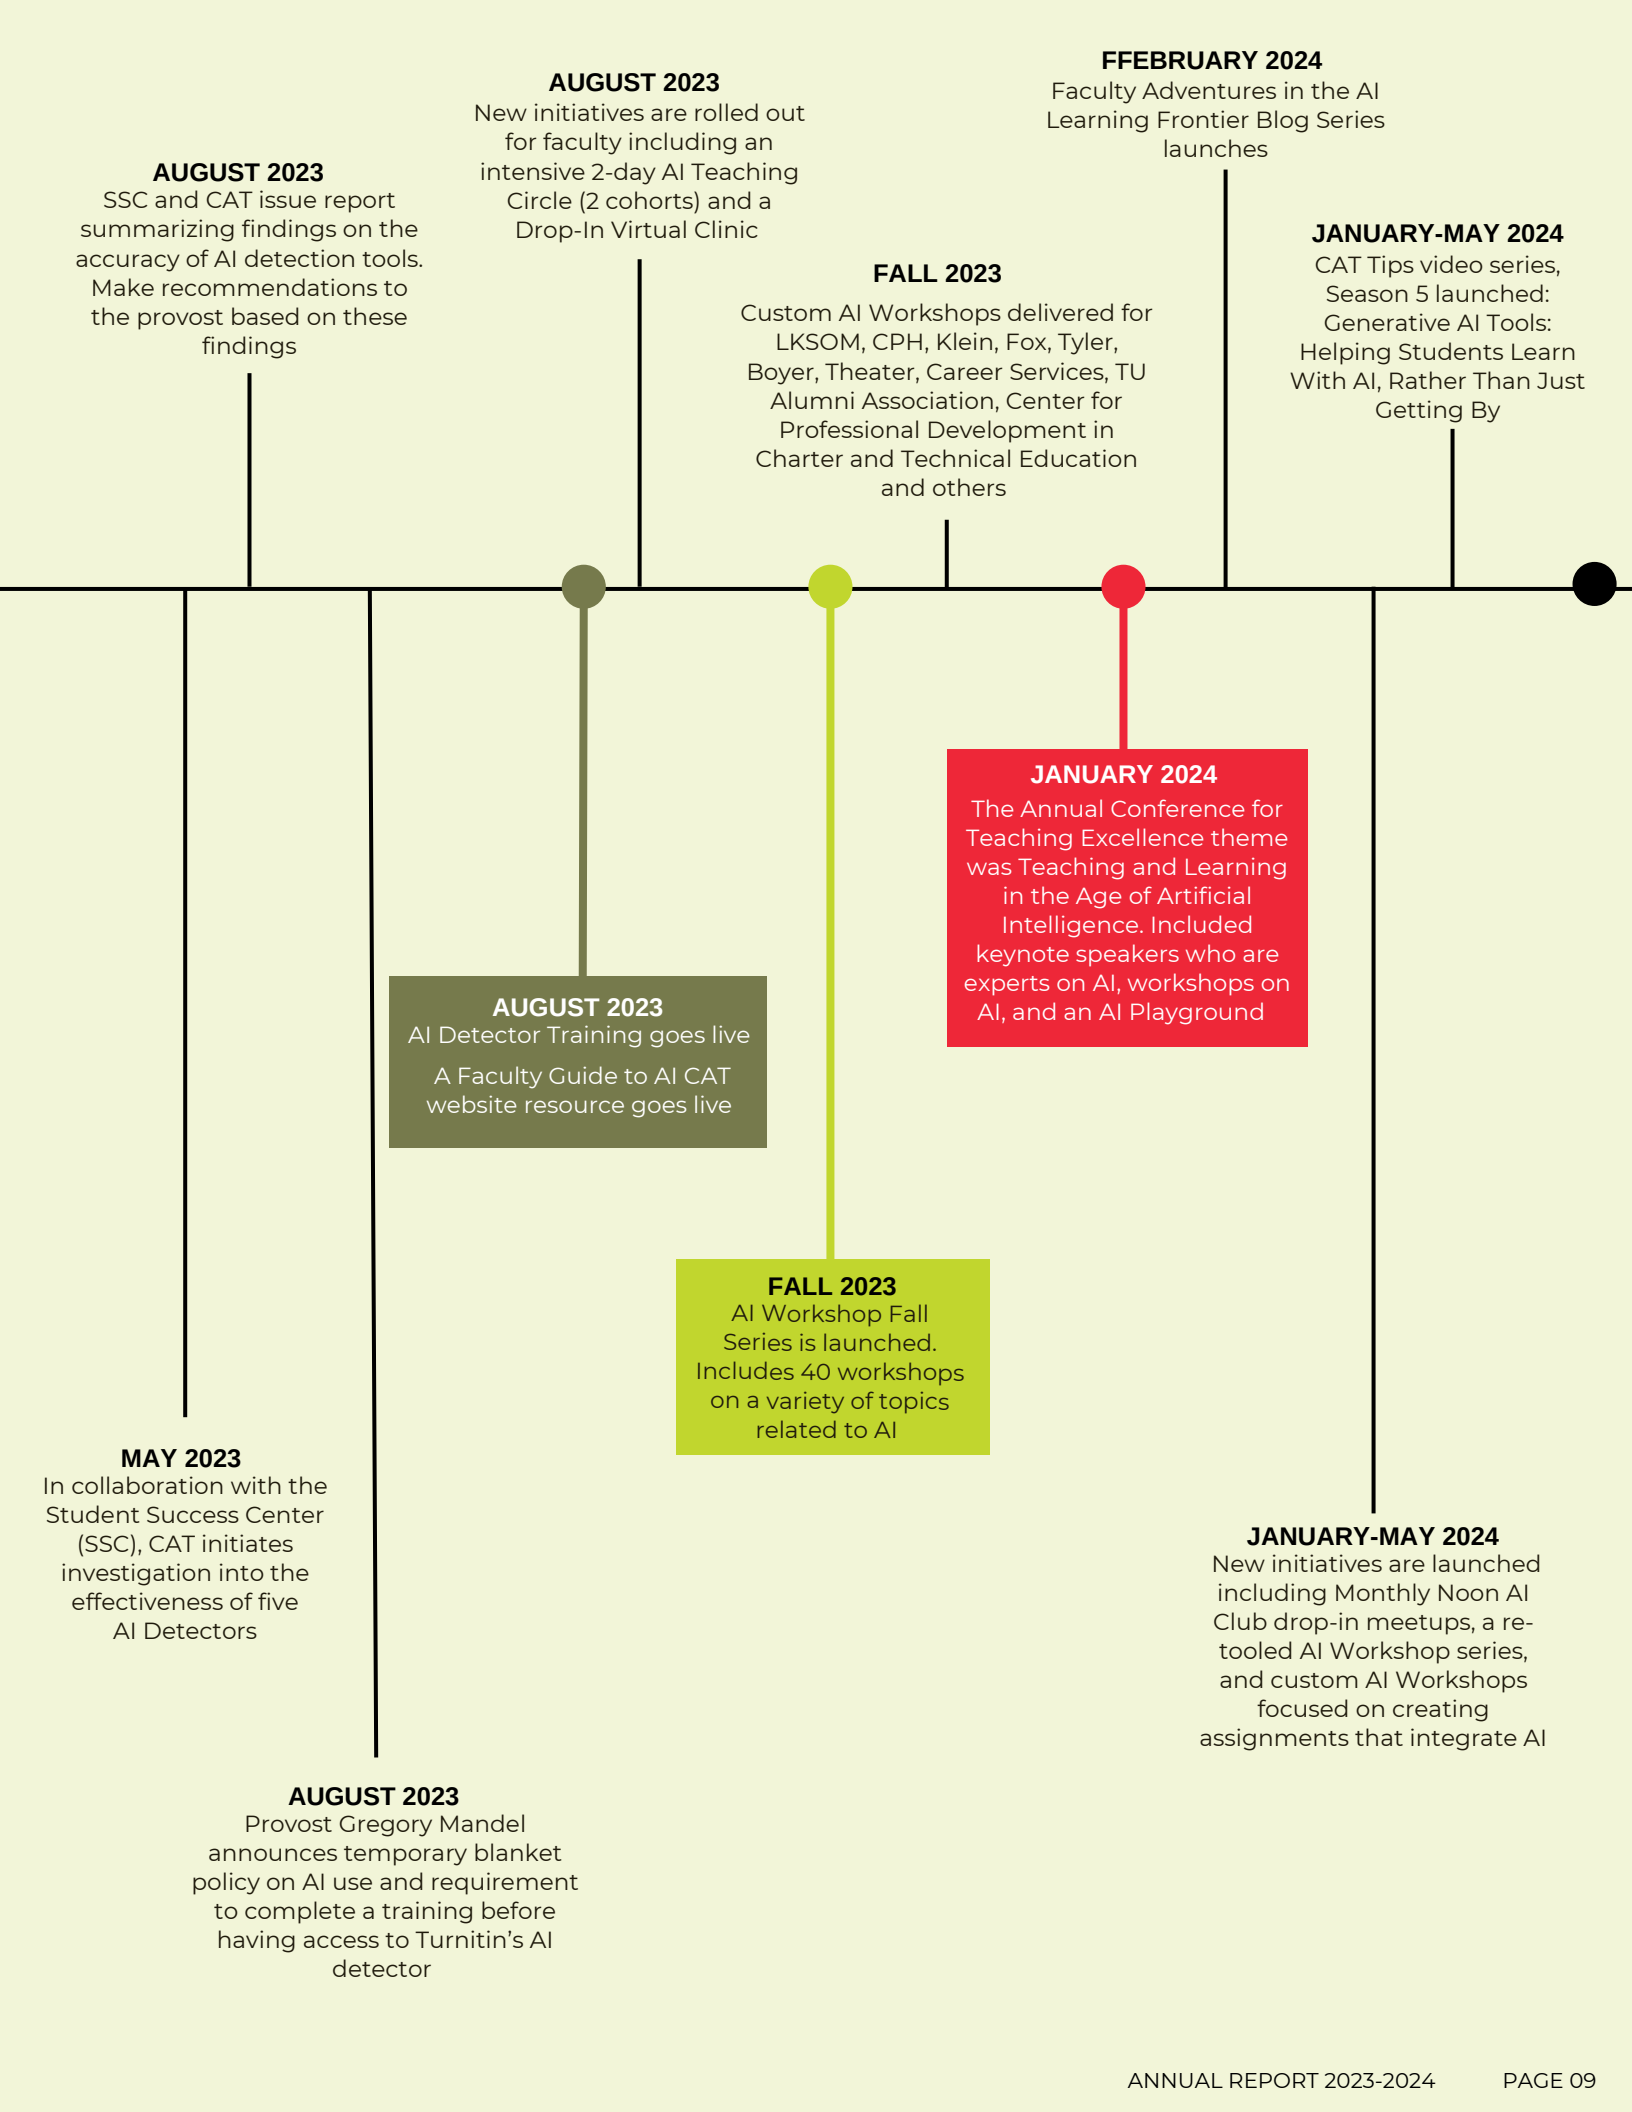 AUGUST 2023
SSC and CAT issue report
summarizing findings on the
accuracy of AI detection tools.
Make recommendations to
the provost based on these
findings
AUGUST 2023
New initiatives are rolled out
for faculty including an
intensive 2-day AI Teaching
Circle (2 cohorts) and a
Drop-In Virtual Clinic
FALL 2023
Custom AI Workshops delivered for
LKSOM, CPH, Klein, Fox, Tyler,
Boyer, Theater, Career Services, TU
Alumni Association, Center for
Professional Development in
Charter and Technical Education
and others
FFEBRUARY 2024
Faculty Adventures in the AI
Learning Frontier Blog Series
launches
JANUARY-MAY 2024
CAT Tips video series,
Season 5 launched:
Generative AI Tools:
Helping Students Learn
With AI, Rather Than Just
Getting By
JANUARY 2024
The Annual Conference for
Teaching Excellence theme
was Teaching and Learning
in the Age of Artificial
Intelligence. Included
keynote speakers who are
experts on AI, workshops on
AI, and an AI Playground
AUGUST 2023
AI Detector Training goes live
A Faculty Guide to AI CAT
website resource goes live
FALL 2023
AI Workshop Fall
Series is launched.
Includes 40 workshops
on a variety of topics
related to AI
MAY 2023
In collaboration with the
Student Success Center
(SSC), CAT initiates
investigation into the
effectiveness of five
AI Detectors
JANUARY-MAY 2024
New initiatives are launched
including Monthly Noon AI
Club drop-in meetups, a re-
tooled AI Workshop series,
and custom AI Workshops
focused on creating
assignments that integrate AI
AUGUST 2023
Provost Gregory Mandel
announces temporary blanket
policy on AI use and requirement
to complete a training before
having access to Turnitin’s AI
detector
ANNUAL REPORT 2023-2024 PAGE 09